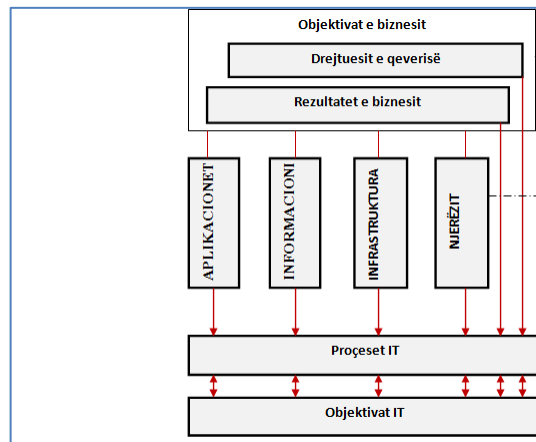 Objektivat e biznesit
Drejtuesit e qeverisë
Rezultatet e biznesit
APLIKACIONET
INFORMACIONI
INFRASTRUKTURA
NJERËZIT
Proçeset IT
Objektivat IT